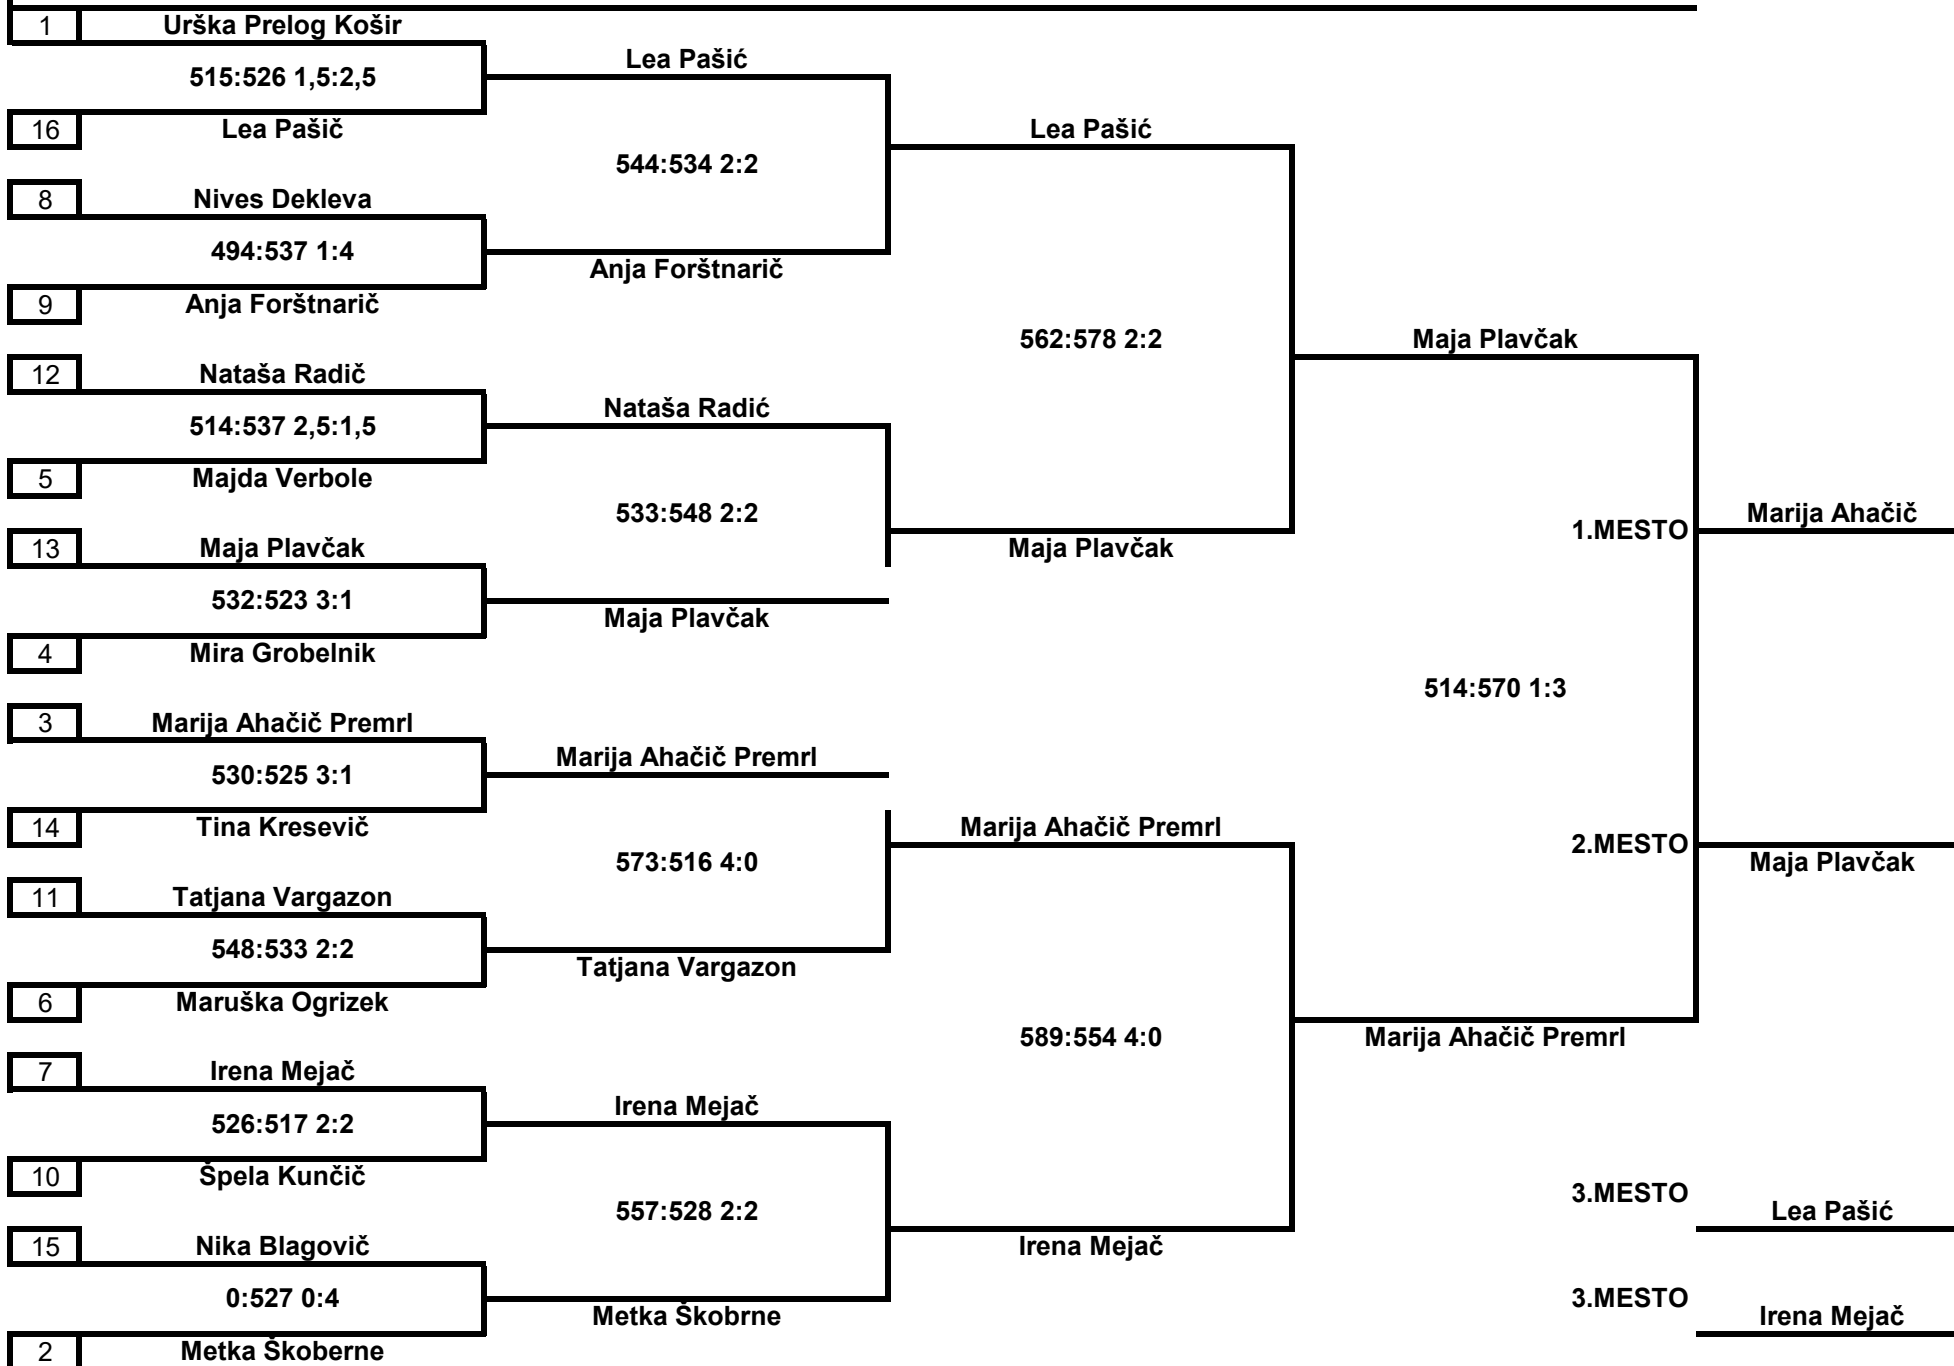 1 Urška Prelog Košir
Lea Pašić
515:526 1,5:2,5
16 Lea Pašič
Lea Pašić
544:534 2:2
8 Nives Dekleva
494:537 1:4
Anja Forštnarič
9 Anja Forštnarič
562:578 2:2
Maja Plavčak
12 Nataša Radič
Nataša Radić
514:537 2,5:1,5
5 Majda Verbole
533:548 2:2
1.MESTO
Marija Ahačič
13 Maja Plavčak
Maja Plavčak
532:523 3:1
Maja Plavčak
4 Mira Grobelnik
514:570 1:3
3 Marija Ahačič Premrl
Marija Ahačič Premrl
530:525 3:1
14 Tina Kresevič
Marija Ahačič Premrl
2.MESTO
573:516 4:0
Maja Plavčak
11 Tatjana Vargazon
548:533 2:2
Tatjana Vargazon
6 Maruška Ogrizek
589:554 4:0
Marija Ahačič Premrl
7 Irena Mejač
Irena Mejač
526:517 2:2
10 Špela Kunčič
3.MESTO
557:528 2:2
Lea Pašić
15 Nika Blagovič
Irena Mejač
0:527 0:4
3.MESTO
Metka Škobrne
Irena Mejač
2 Metka Škoberne